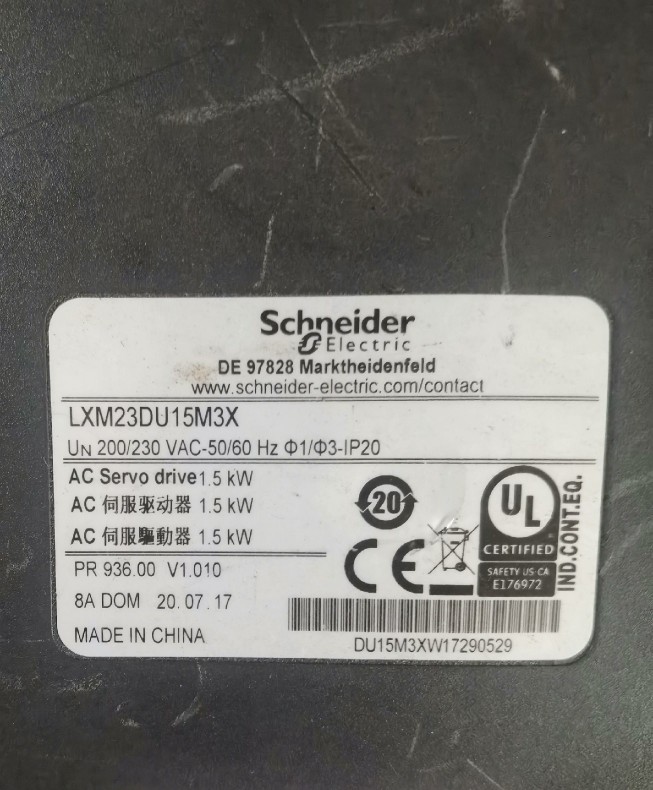 Schneider
Electric
DE 97828 Marktheidenfeld
www.schneider-electric.com/contact
LXM23DU15M3X
UN 200/230 VAC-50/60 Hz Φ1/Φ3-IP20
AC Servo drive 1.5 kW
AC 伺服驱动器 1.5 kW
AC 伺服驅動器 1.5 kW
PR 936.00 V1.010
8A DOM 20.07.17
MADE IN CHINA
20
CE
UL
CERTIFIED
SAFETY US-CA
E176972
IND.CONT.EQ.
DU15M3XW17290529